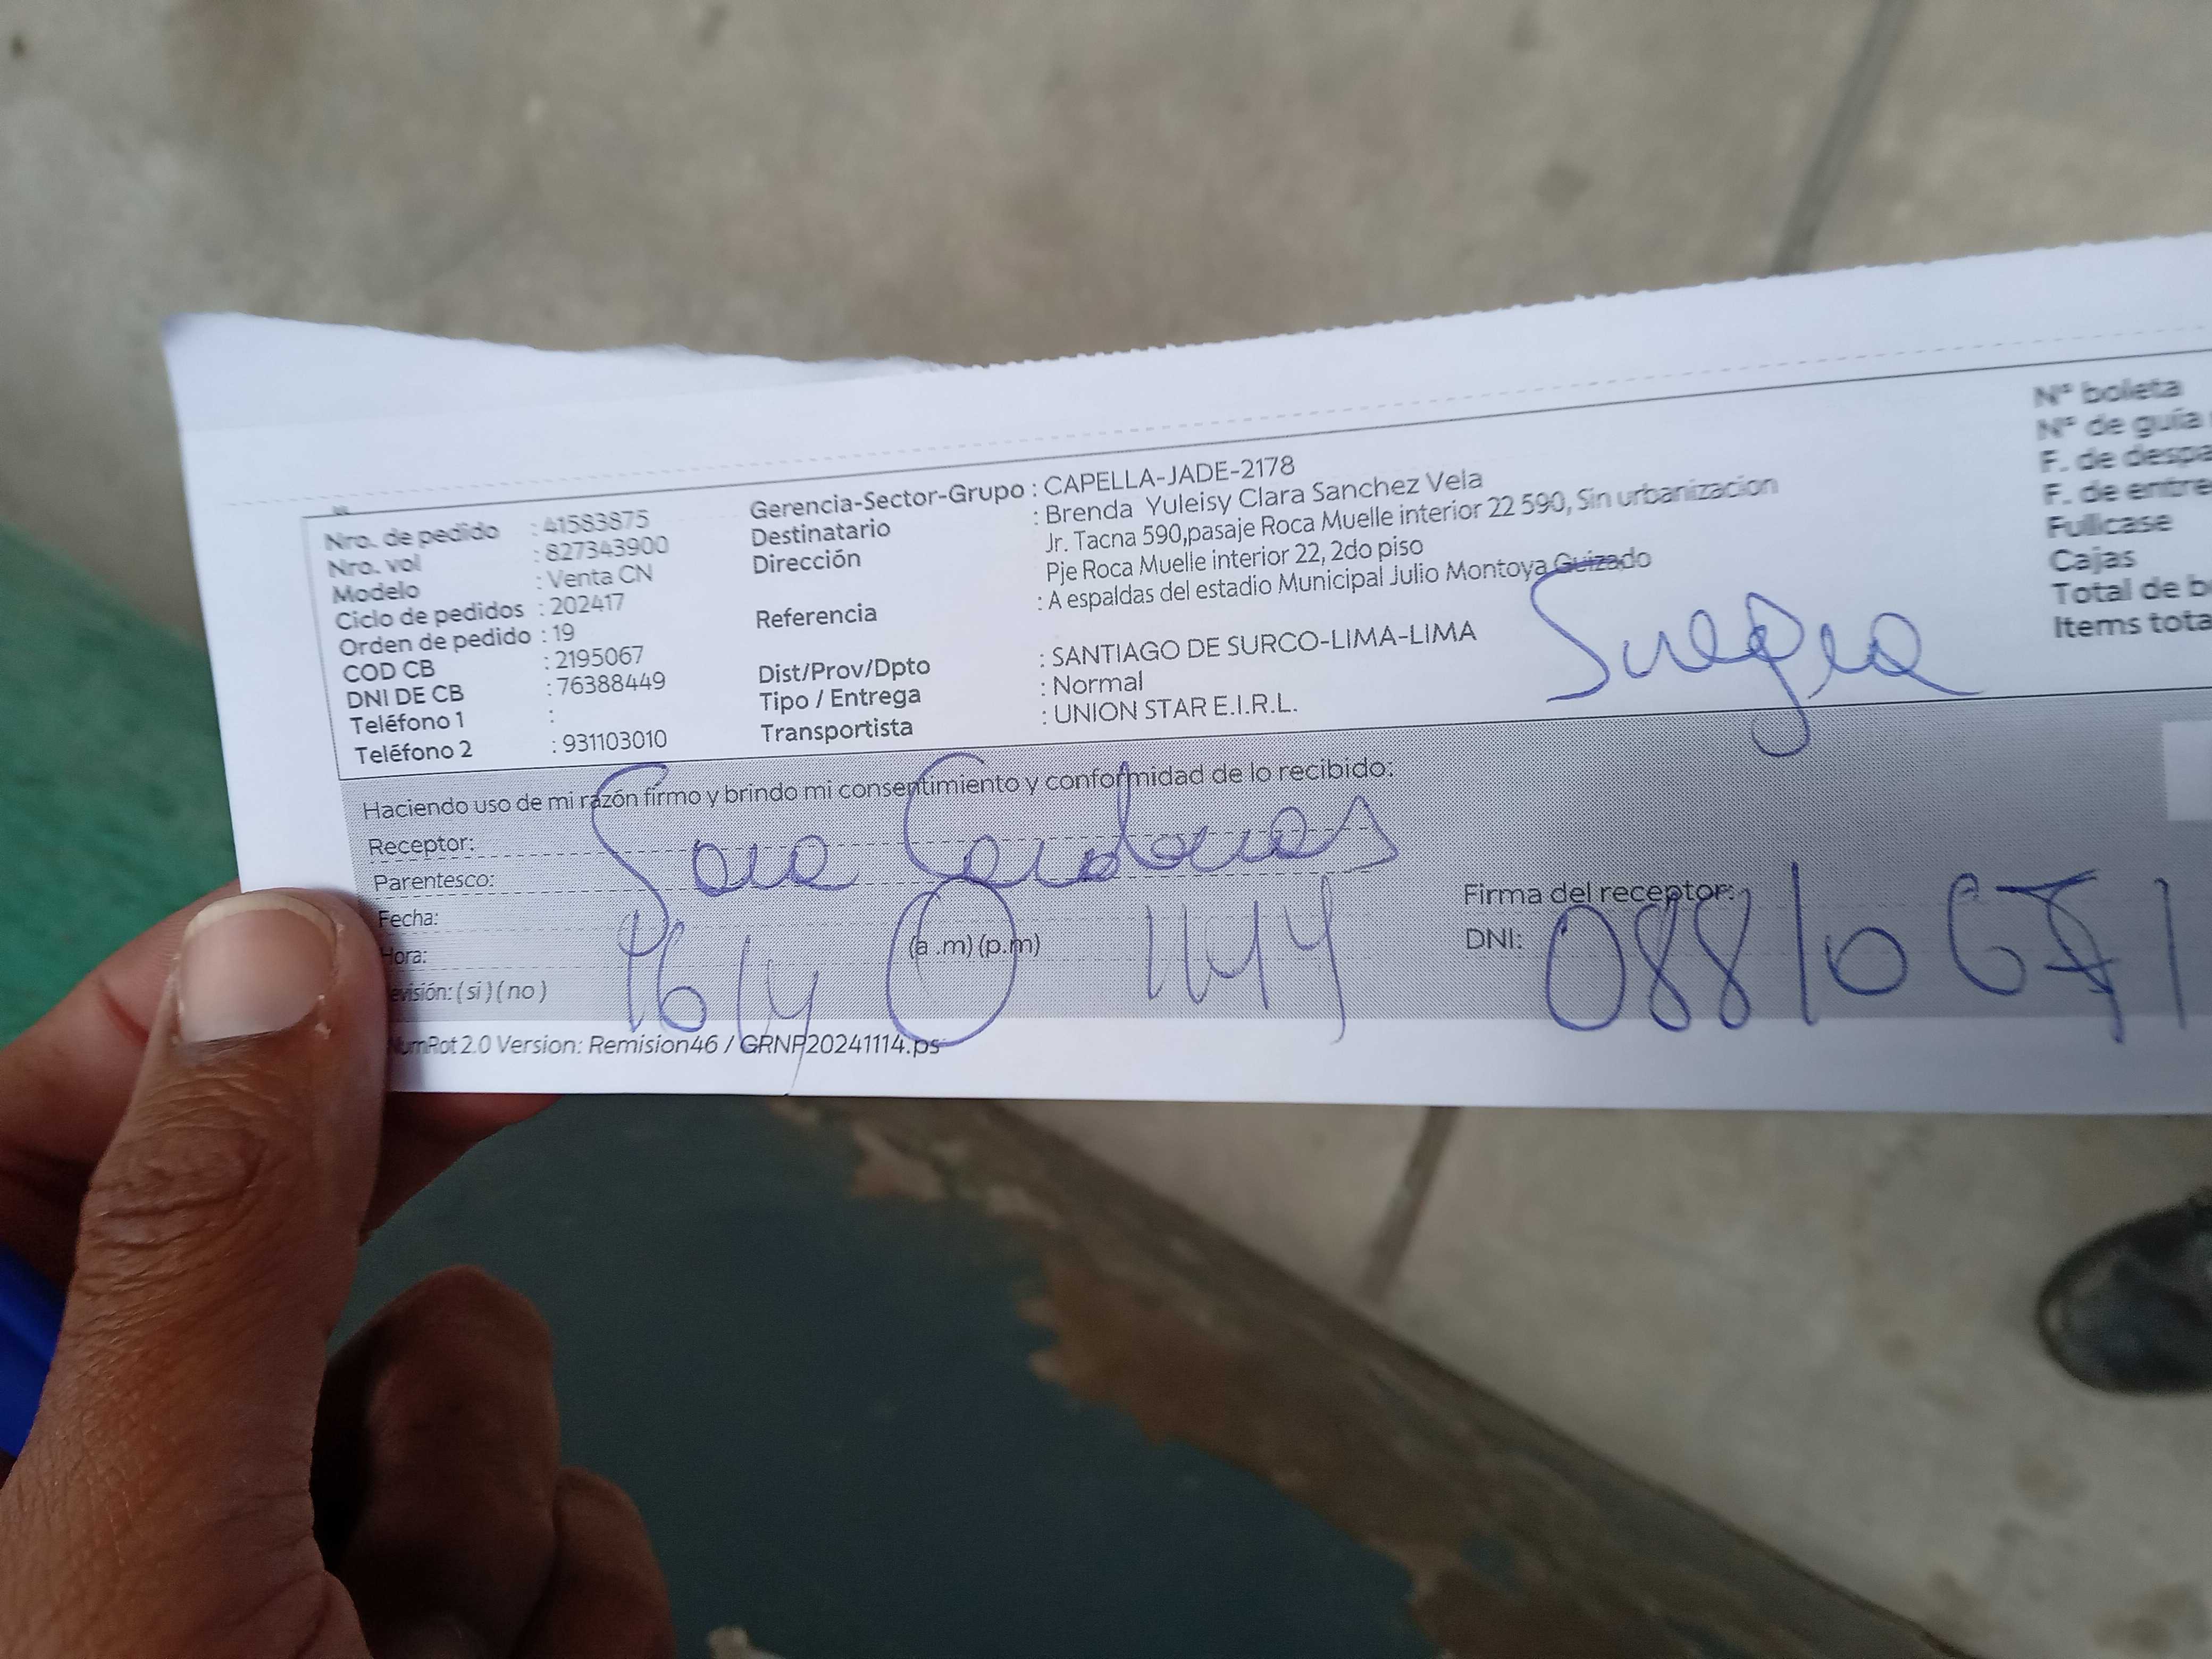 Nro. de pedido : 41583875
Nro. vol : 827343900
Modelo : Venta CN
Ciclo de pedidos : 202417
Orden de pedido : 19
COD CB : 2195067
DNI DE CB : 76388449
Teléfono 1 :
Teléfono 2 : 931103010
Gerencia-Sector-Grupo : CAPELLA-JADE-2178
Destinatario : Brenda Yuleisy Clara Sanchez Vela
Dirección : Jr. Tacna 590,pasaje Roca Muelle interior 22 590, Sin urbanizacion
Pje Roca Muelle interior 22, 2do piso
Referencia : A espaldas del estadio Municipal Julio Montoya Guizado
Dist/Prov/Dpto : SANTIAGO DE SURCO-LIMA-LIMA
Tipo / Entrega : Normal
Transportista : UNION STAR E.I.R.L.
Suegra
N° boleta
N° de guía
F. de despa
F. de entre
Fullcase
Cajas
Total de b
Items tota
Haciendo uso de mi razón firmo y brindo mi consentimiento y conformidad de lo recibido:
Receptor: Sara Cardenas
Parentesco:
Fecha:
Hora: (a .m) (p.m)
evisión: ( si ) ( no )
Firma del receptor:
DNI:
NumRot 2.0 Version: Remision46 / GRNP20241114.ps